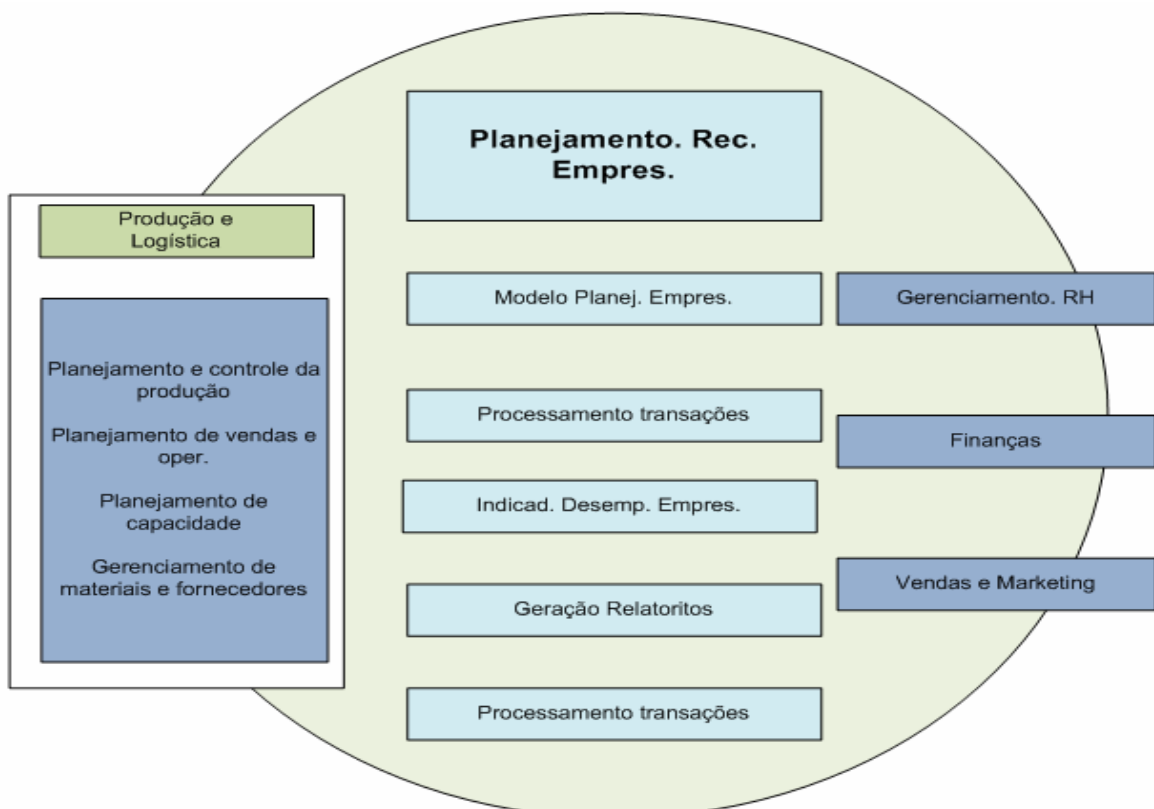 Planejamento. Rec.
Empres.
Produção e
Logística
Planejamento e controle da
produção
Planejamento de vendas e
oper.
Planejamento de
capacidade
Gerenciamento de
materiais e fornecedores
Modelo Planej. Empres.
Processamento transações
Indicad. Desemp. Empres.
Geração Relatoritos
Processamento transações
Gerenciamento. RH
Finanças
Vendas e Marketing